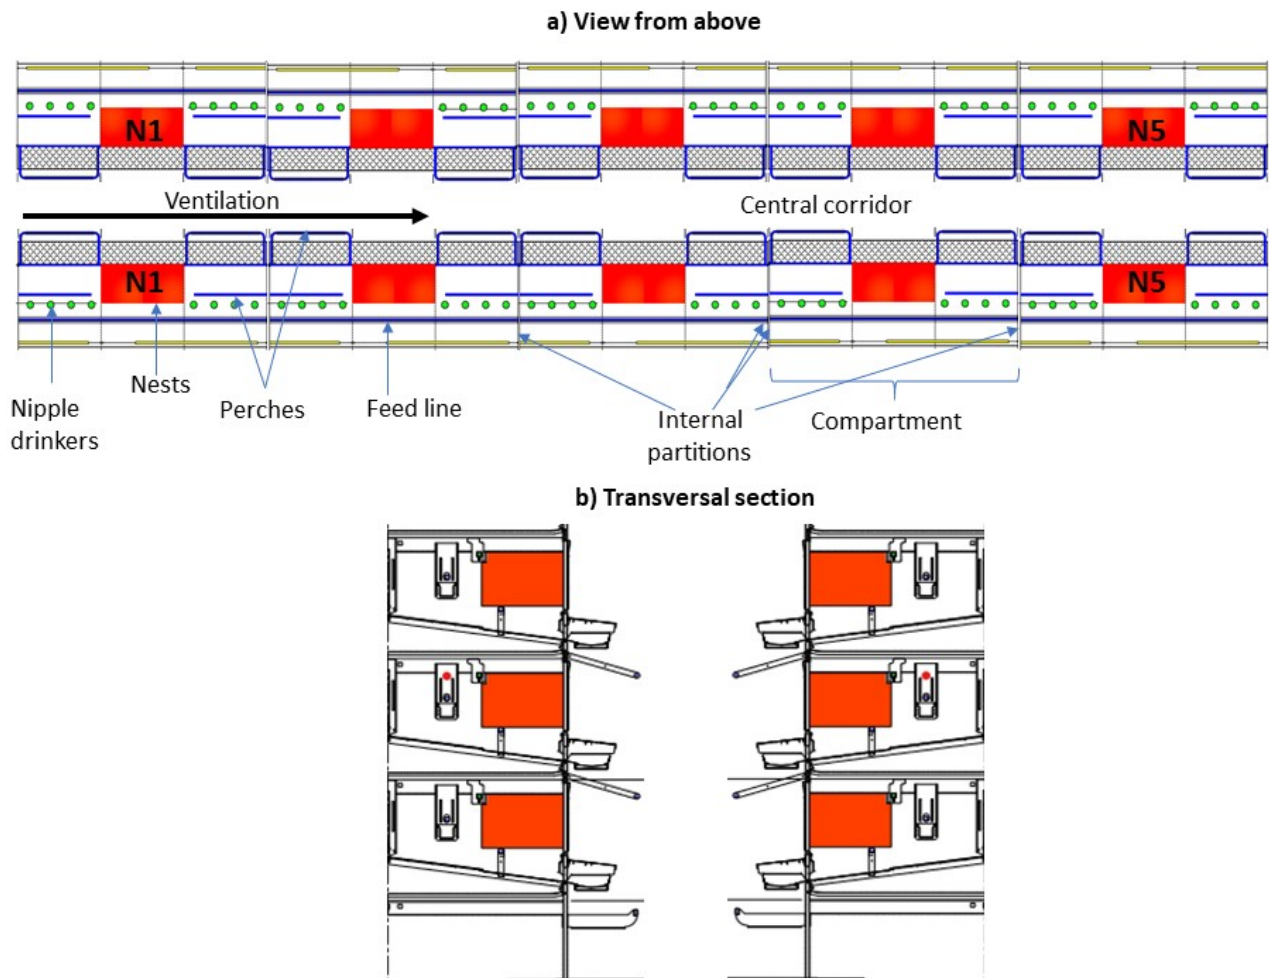 a) View from above
N1
N5
Ventilation
Central corridor
N1
N5
Nipple
drinkers
Nests
Perches
Feed line
Internal
partitions
Compartment
b) Transversal section